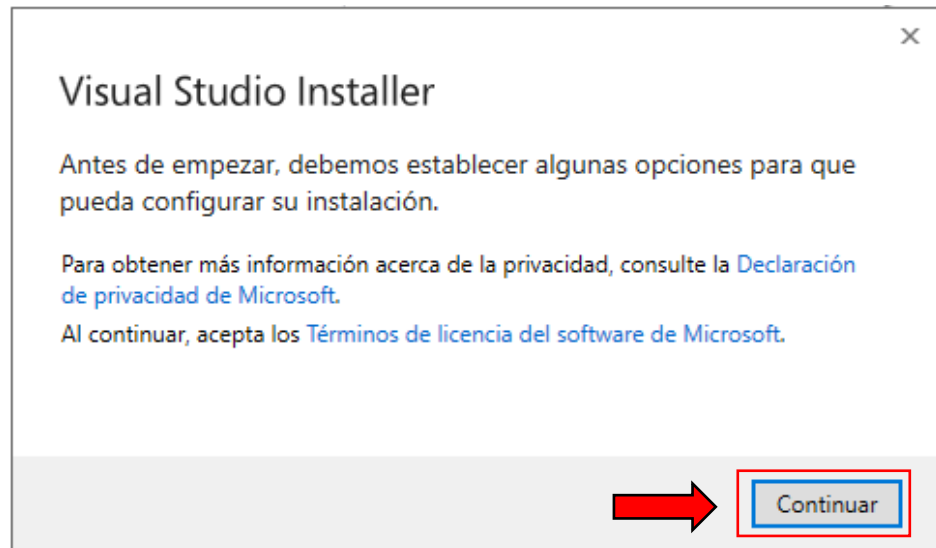 Visual Studio Installer
Antes de empezar, debemos establecer algunas opciones para que
pueda configurar su instalación.
Para obtener más información acerca de la privacidad, consulte la Declaración
de privacidad de Microsoft.
Al continuar, acepta los Términos de licencia del software de Microsoft.
Continuar